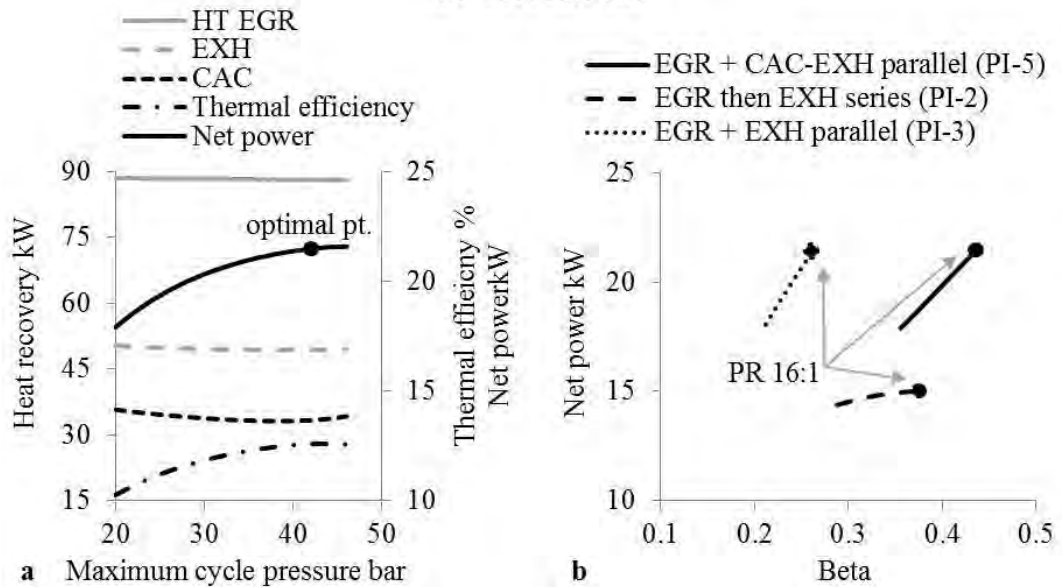 HT EGR
EXH
CAC
Thermal efficiency
Net power
90
75
60
45
30
15
Heat recovery kW
optimal pt.
25
20
15
10
Thermal effieicny %
Net powerkW
20
30
40
50
a Maximum cycle pressure bar
EGR + CAC-EXH parallel (PI-5)
EGR then EXH series (PI-2)
EGR + EXH parallel (PI-3)
25
20
15
10
Net power kW
PR 16:1
0.1
0.2
0.3
0.4
0.5
b Beta